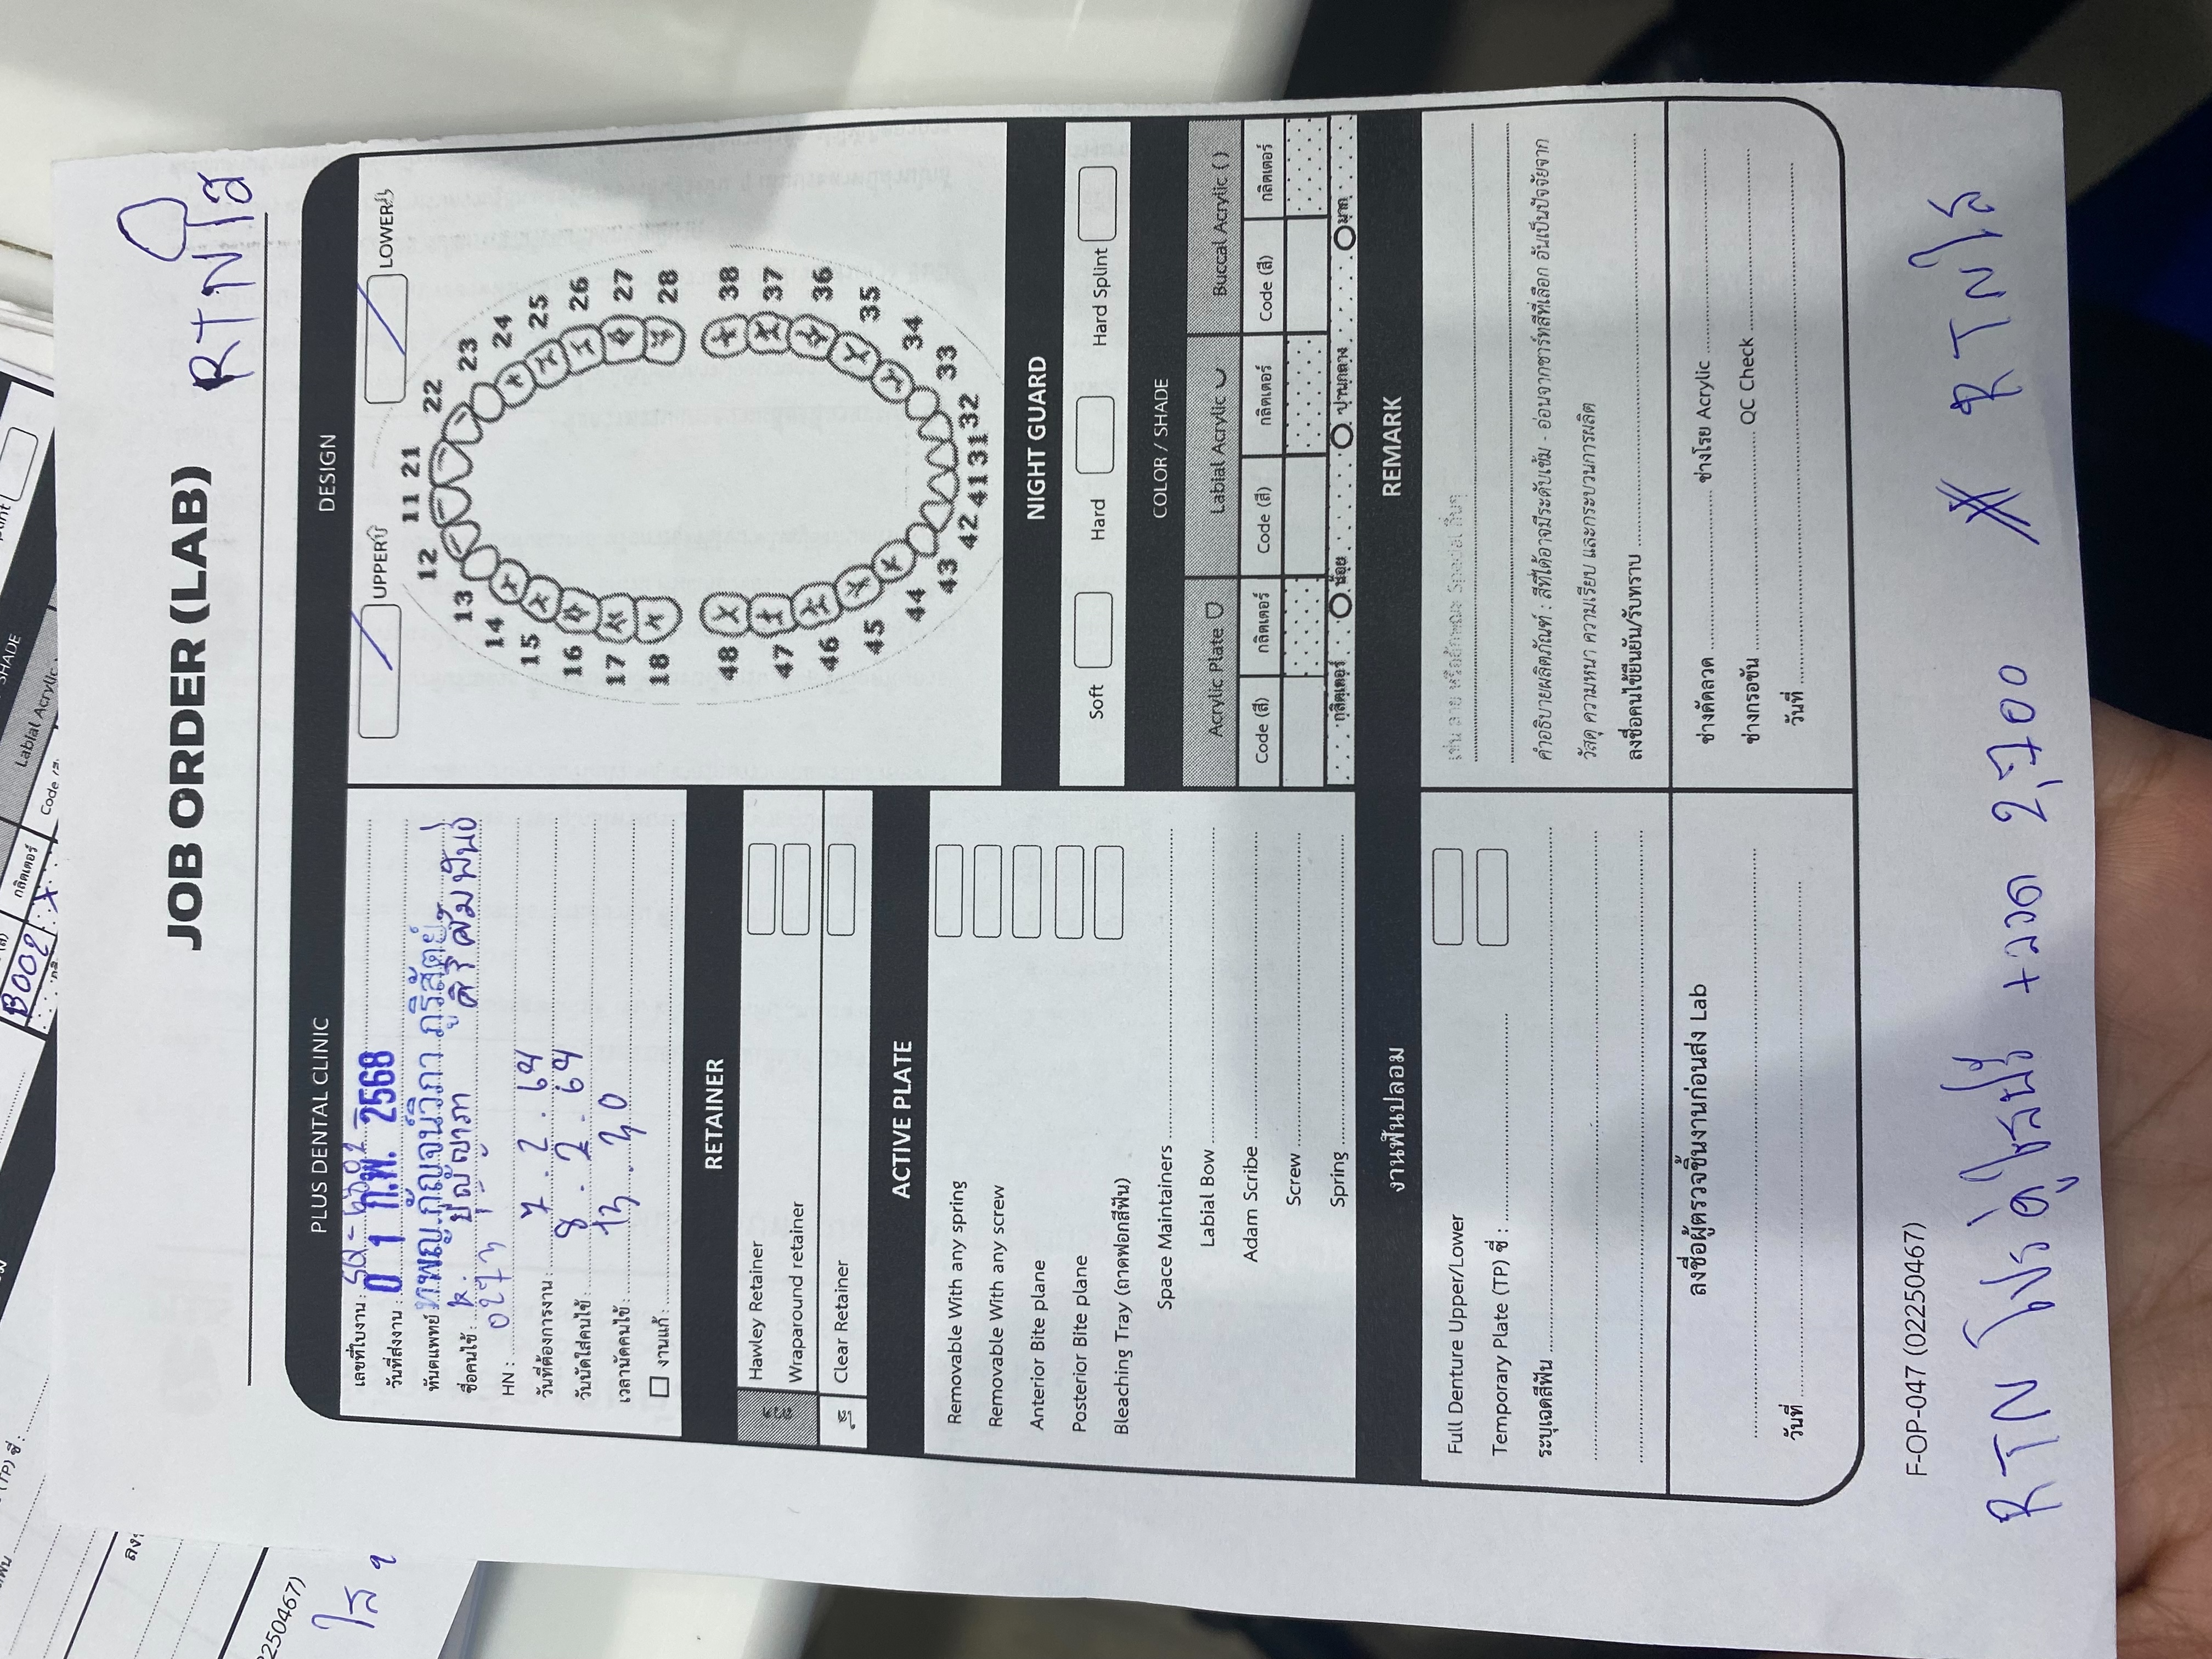 B002
กลิตเตอร์
SHADE
Labial Acrylic
Code (สี)
(TP) ชี่ :
2250467)
ใส
JOB ORDER (LAB)
RTN ใส
PLUS DENTAL CLINIC
เลขที่ใบงาน :
วันที่ส่งงาน : 0 1 ก.พ. 2568
ทันตแพทย์ : ทพญ.กัญจน์วิภา ภูริสัตย์
ชื่อคนไข้ : K. ปุญญาภา ศิริสัมพันธ์
HN : 0273
วันที่ต้องการงาน : 7 . 2 . 68
วันนัดใส่คนไข้ : 8 . 2 . 68
เวลานัดคนไข้ : 13 . 30
งานแก้ :
DESIGN
UPPER
LOWER
11 21
12 22
13 23
14 24
15 25
16 26
17 27
18 28
48 38
47 37
46 36
45 35
44 34
43 33
42 41 31 32
RETAINER
ลวด
Hawley Retainer
Wraparound retainer
ใส
Clear Retainer
ACTIVE PLATE
Removable With any spring
Removable With any screw
Anterior Bite plane
Posterior Bite plane
Bleaching Tray (ถาดฟอกสีฟัน)
Space Maintainers
Labial Bow
Adam Scribe
Screw
Spring
NIGHT GUARD
Soft Hard Hard Splint
COLOR / SHADE
Acrylic Plate Labial Acrylic Buccal Acrylic ( )
Code (สี) กลิตเตอร์ Code (สี) กลิตเตอร์ Code (สี) กลิตเตอร์
กลิตเตอร์ น้อย ปานกลาง มาก
งานฟันปลอม
Full Denture Upper/Lower
Temporary Plate (TP) ซี่ :
ระบุเฉดสีฟัน
REMARK
เช่น ลาย หรือลักษณะ Special อื่นๆ
คำอธิบายผลิตภัณฑ์ : สีที่ได้อาจมีระดับเข้ม - อ่อนจากชาร์ทสีที่เลือก อันเป็นปัจจัยจาก
วัสดุ ความหนา ความเรียบ และกระบวนการผลิต
ลงชื่อคนไข้ยืนยัน/รับทราบ
ลงชื่อผู้ตรวจชิ้นงานก่อนส่ง Lab
วันที่
ช่างดัดลวด ช่างโรย Acrylic
ช่างกรอขัน QC Check
วันที่
F-OP-047 (02250467)
RTN โปรคู่ใสฟรี + ลวด 2,700 RTN ใส